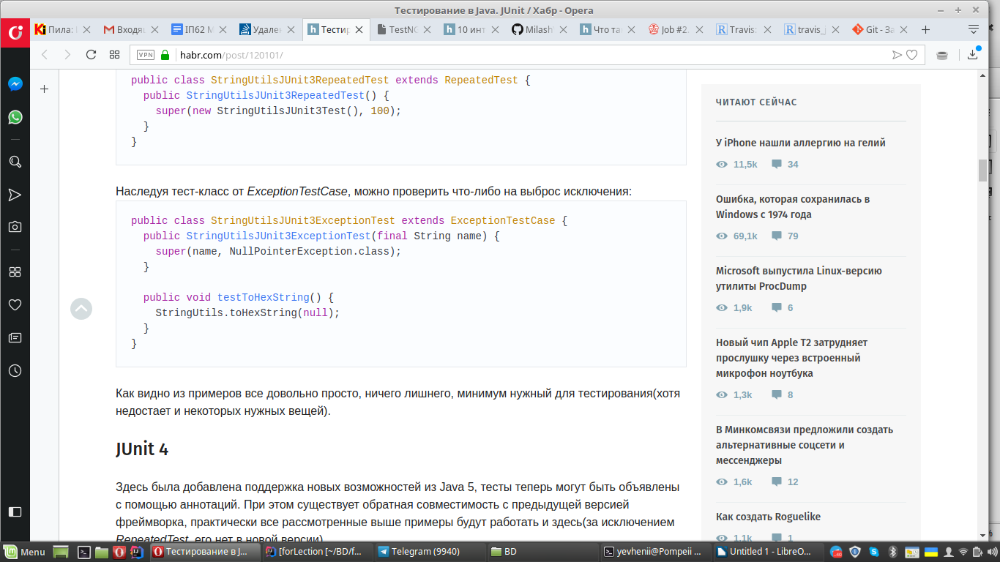 Тестирование в Java. JUnit / Хабр - Opera
Пила:
Входящ
ІП62 М
Удален
Тестир
TestNG
10 инт
Milash
Что та
Job #2.
Travis:
travis_j
Git - За
VPN
habr.com/post/120101/
public class StringUtilsJUnit3RepeatedTest extends RepeatedTest {
public StringUtilsJUnit3RepeatedTest() {
super(new StringUtilsJUnit3Test(), 100);
}
}
Наследуя тест-класс от ExceptionTestCase, можно проверить что-либо на выброс исключения:
public class StringUtilsJUnit3ExceptionTest extends ExceptionTestCase {
public StringUtilsJUnit3ExceptionTest(final String name) {
super(name, NullPointerException.class);
}
public void testToHexString() {
StringUtils.toHexString(null);
}
}
Как видно из примеров все довольно просто, ничего лишнего, минимум нужный для тестирования(хотя
недостает и некоторых нужных вещей).
JUnit 4
Здесь была добавлена поддержка новых возможностей из Java 5, тесты теперь могут быть объявлены
с помощью аннотаций. При этом существует обратная совместимость с предыдущей версией
фреймворка, практически все рассмотренные выше примеры будут работать и здесь(за исключением
RepeatedTest, его нет в новой версии).
ЧИТАЮТ СЕЙЧАС
У iPhone нашли аллергию на гелий
11,5k 34
Ошибка, которая сохранилась в
Windows с 1974 года
69,1k 79
Microsoft выпустила Linux-версию
утилиты ProcDump
1,9k 6
Новый чип Apple T2 затрудняет
прослушку через встроенный
микрофон ноутбука
1,3k 8
В Минкомсвязи предложили создать
альтернативные соцсети и
мессенджеры
1,6k 12
Как создать Roguelike
1,1k 1
Menu
Тестирование в J...
[forLection [~/BD/f...
Telegram (9940)
BD
yevhenii@Pompeii ...
Untitled 1 - LibreO...